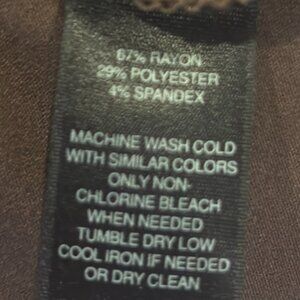 67% RAYON
29% POLYESTER
4% SPANDEX
MACHINE WASH COLD
WITH SIMILAR COLORS
ONLY NON-
CHLORINE BLEACH
WHEN NEEDED
TUMBLE DRY LOW
COOL IRON IF NEEDED
OR DRY CLEAN